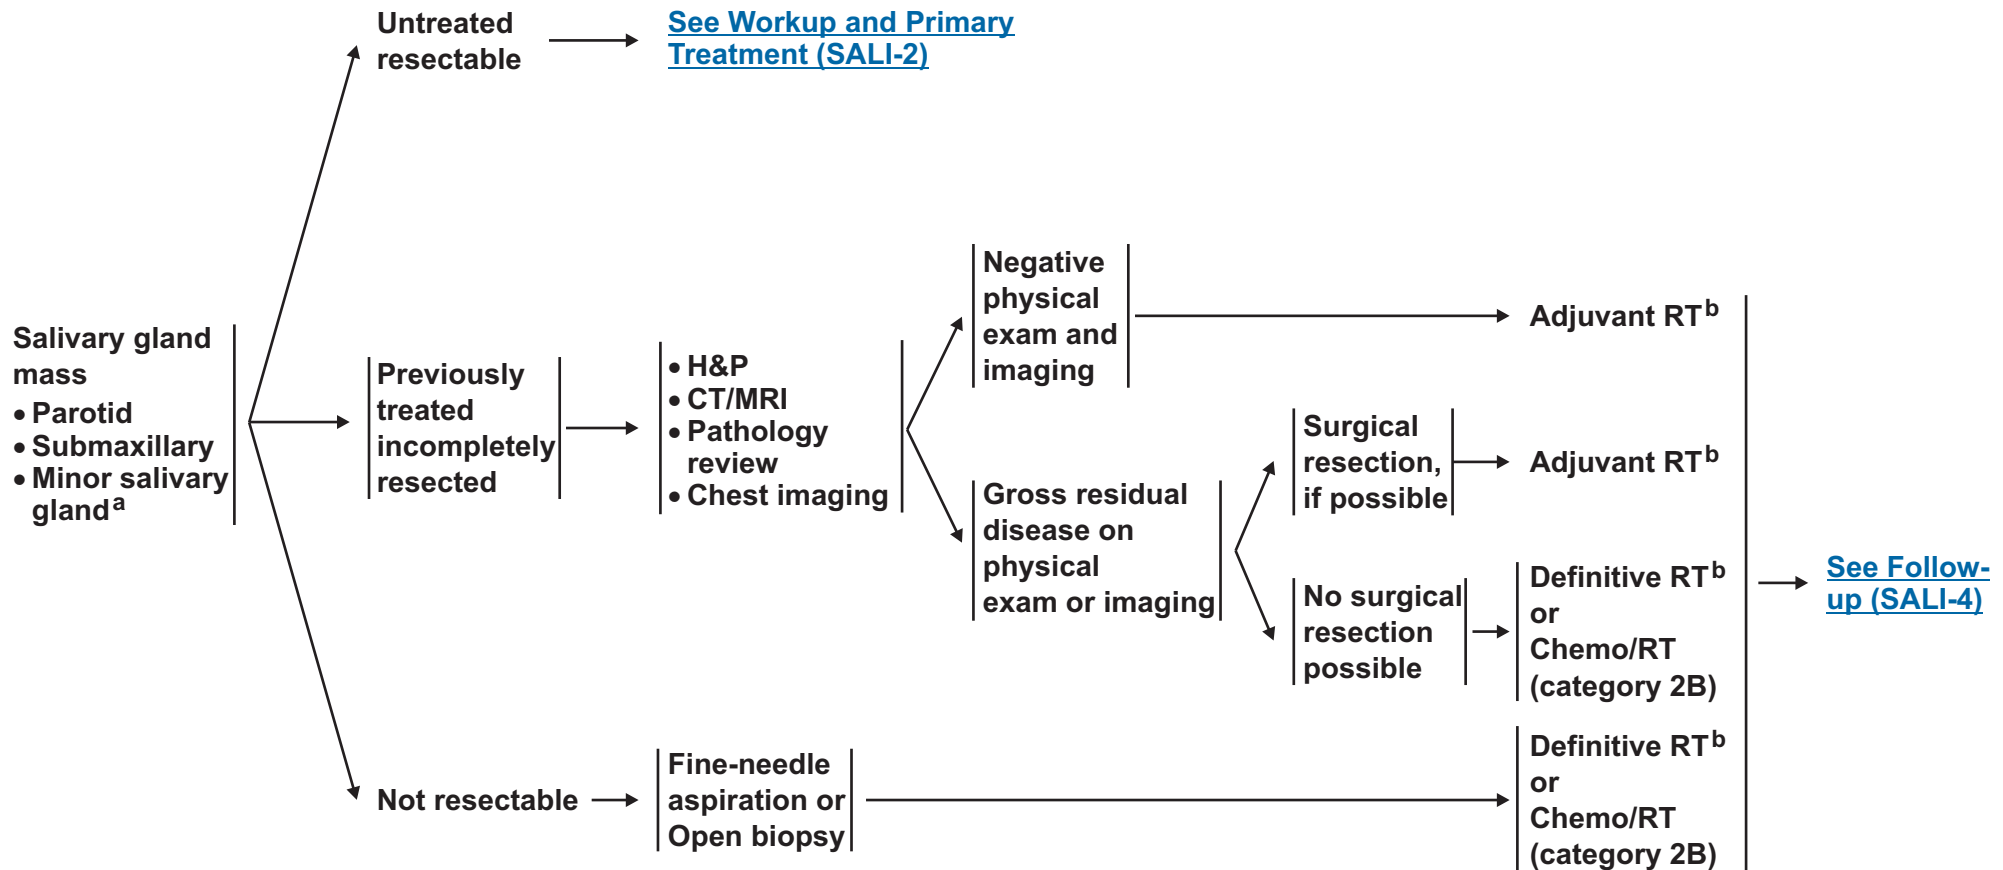 Untreated
resectable
See Workup and Primary
Treatment (SALI-2)
Salivary gland
mass
• Parotid
• Submaxillary
• Minor salivary
gland a
Previously
treated
incompletely
resected
• H&P
• CT/MRI
• Pathology
review
• Chest imaging
Negative
physical
exam and
imaging
Adjuvant RT b
Gross residual
disease on
physical
exam or imaging
Surgical
resection,
if possible
Adjuvant RT b
No surgical
resection
possible
Definitive RT b
or
Chemo/RT
(category 2B)
Not resectable
Fine-needle
aspiration or
Open biopsy
Definitive RT b
or
Chemo/RT
(category 2B)
See Follow-
up (SALI-4)